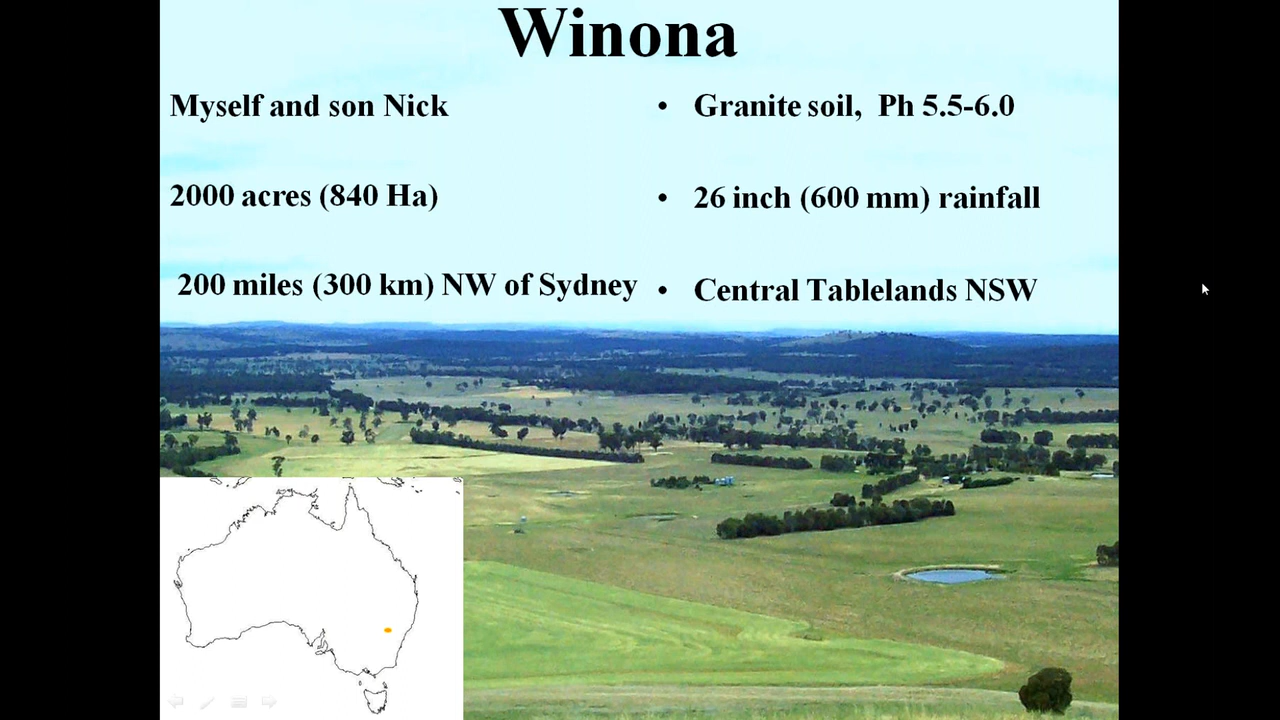 Winona
Myself and son Nick
2000 acres (840 Ha)
200 miles (300 km) NW of Sydney
• Granite soil, Ph 5.5-6.0
• 26 inch (600 mm) rainfall
• Central Tablelands NSW